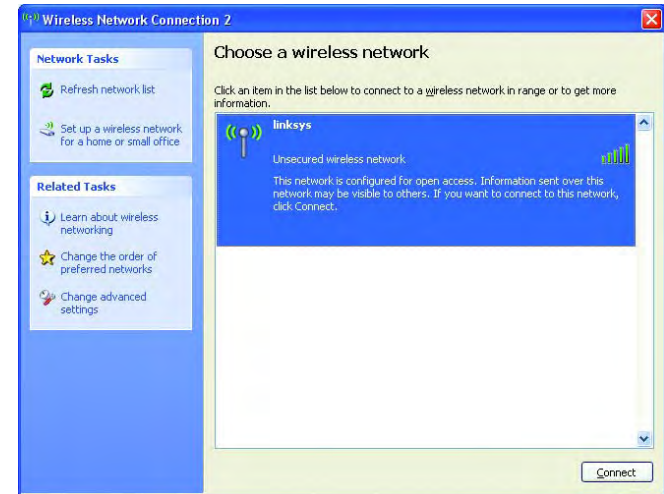 Wireless Network Connection 2
Network Tasks
Refresh network list
Set up a wireless network
for a home or small office
Related Tasks
Learn about wireless
networking
Change the order of
preferred networks
Change advanced
settings
Choose a wireless network
Click an item in the list below to connect to a wireless network in range or to get more
information.
linksys
Unsecured wireless network
This network is configured for open access. Information sent over this
network may be visible to others. If you want to connect to this network,
click Connect.
Connect